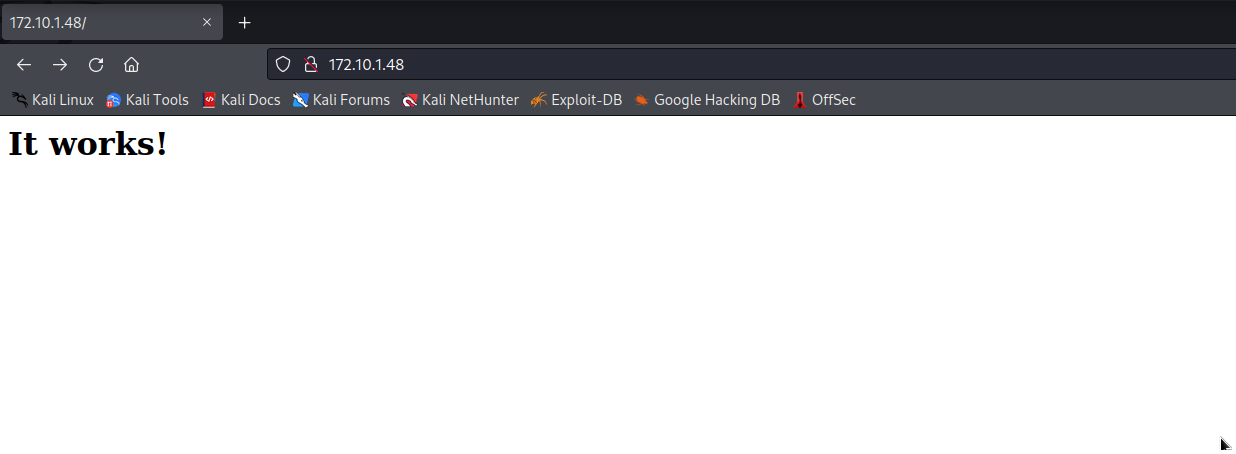 172.10.1.48/
172.10.1.48
Kali Linux Kali Tools Kali Docs Kali Forums Kali NetHunter Exploit-DB Google Hacking DB OffSec
It works!